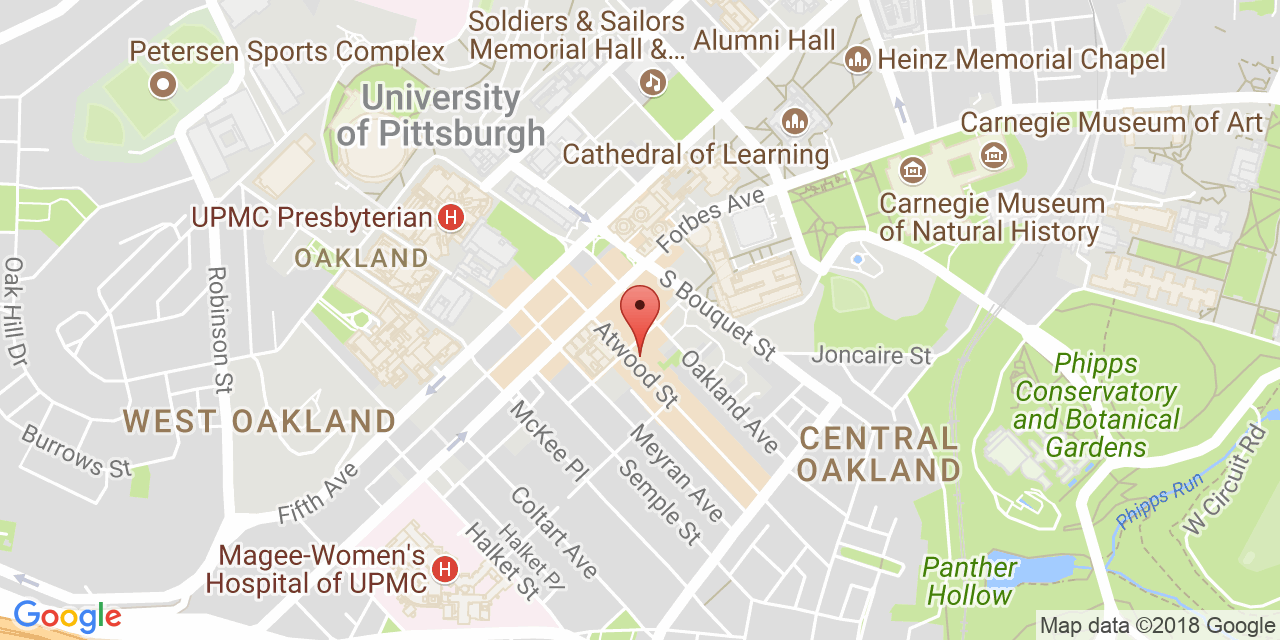 Soldiers & Sailors
Memorial Hall &...
Alumni Hall
Petersen Sports Complex
Heinz Memorial Chapel
University
of Pittsburgh
Carnegie Museum of Art
Cathedral of Learning
UPMC Presbyterian
H
Forbes Ave
Carnegie Museum
of Natural History
OAKLAND
Oak Hill Dr
Robinson St
S Bouquet St
Atwood St
Joncaire St
Oakland Ave
Phipps
Conservatory
and Botanical
Gardens
WEST OAKLAND
McKee Pl
Meyran Ave
CENTRAL
OAKLAND
Burrows St
Semple St
Fifth Ave
Coltart Ave
Halket Pl
Halket St
Phipps Run
W Circuit Rd
Magee-Women's
Hospital of UPMC
H
Panther
Hollow
Google
Map data ©2018 Google